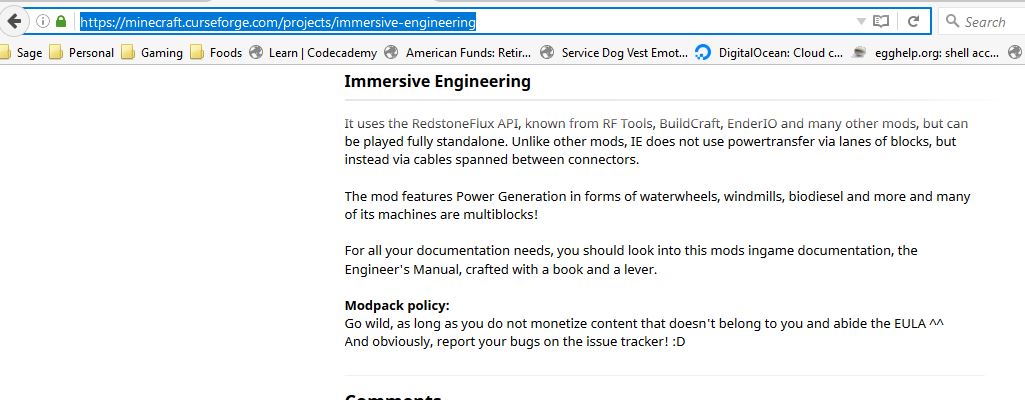 https://minecraft.curseforge.com/projects/immersive-engineering
Search
Sage Personal Gaming Foods Learn | Codecademy American Funds: Retir... Service Dog Vest Emot... DigitalOcean: Cloud c... egghelp.org: shell acc...
Immersive Engineering
It uses the RedstoneFlux API, known from RF Tools, BuildCraft, EnderIO and many other mods, but can
be played fully standalone. Unlike other mods, IE does not use powertransfer via lanes of blocks, but
instead via cables spanned between connectors.
The mod features Power Generation in forms of waterwheels, windmills, biodiesel and more and many
of its machines are multiblocks!
For all your documentation needs, you should look into this mods ingame documentation, the
Engineer's Manual, crafted with a book and a lever.
Modpack policy:
Go wild, as long as you do not monetize content that doesn't belong to you and abide the EULA ^^
And obviously, report your bugs on the issue tracker! :D
Comments